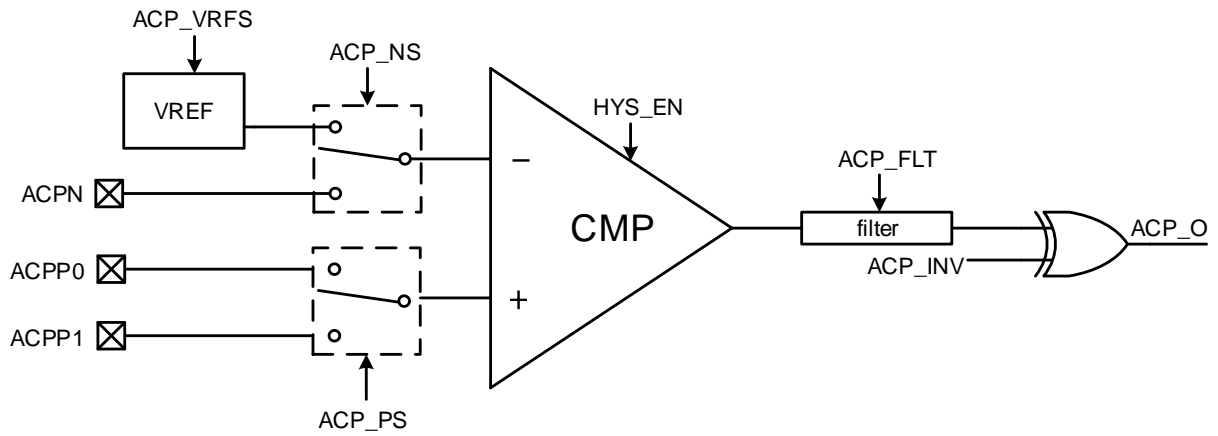 ACP_VRFS
ACP_NS
VREF
HYS_EN
ACP_FLT
ACPN
−
CMP
filter
ACP_O
ACPP0
ACP_INV
+
ACPP1
ACP_PS